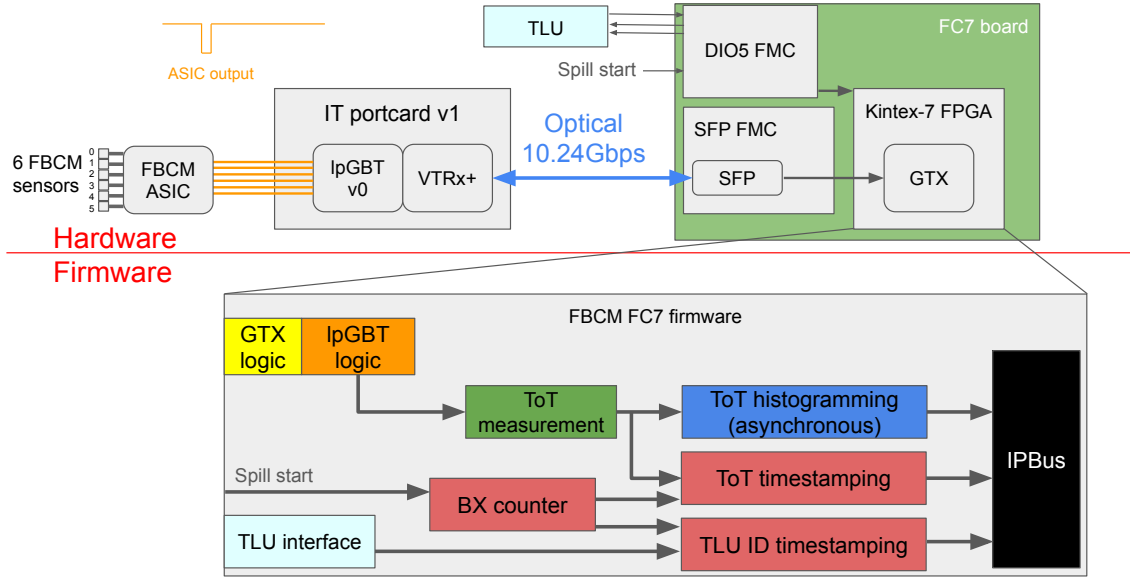 TLU
FC7 board
DIO5 FMC
Spill start
ASIC output
IT portcard v1
Kintex-7 FPGA
Optical
10.24Gbps
SFP FMC
6 FBCM
sensors
0
1
2
3
4
5
FBCM
ASIC
lpGBT
v0
VTRx+
SFP
GTX
Hardware
Firmware
FBCM FC7 firmware
GTX
logic
lpGBT
logic
ToT
measurement
ToT histogramming
(asynchronous)
IPBus
Spill start
BX counter
ToT timestamping
TLU interface
TLU ID timestamping